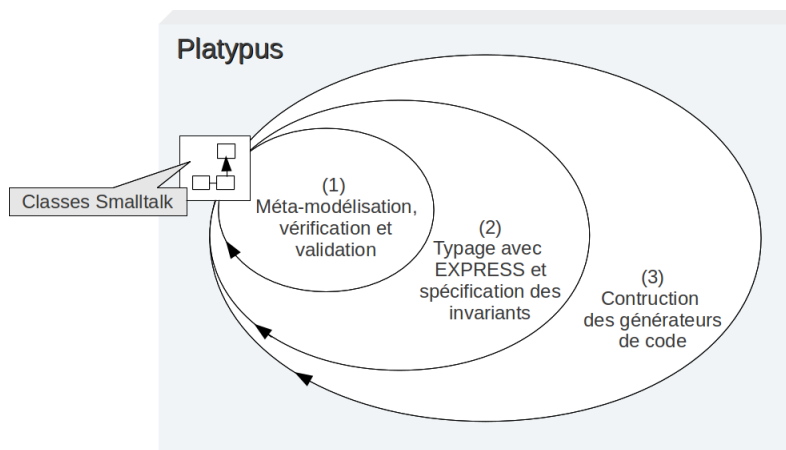 Platypus
Classes Smalltalk
(1)
Méta-modélisation,
vérification et
validation
(2)
Typage avec
EXPRESS et
spécification des
invariants
(3)
Contruction
des générateurs
de code